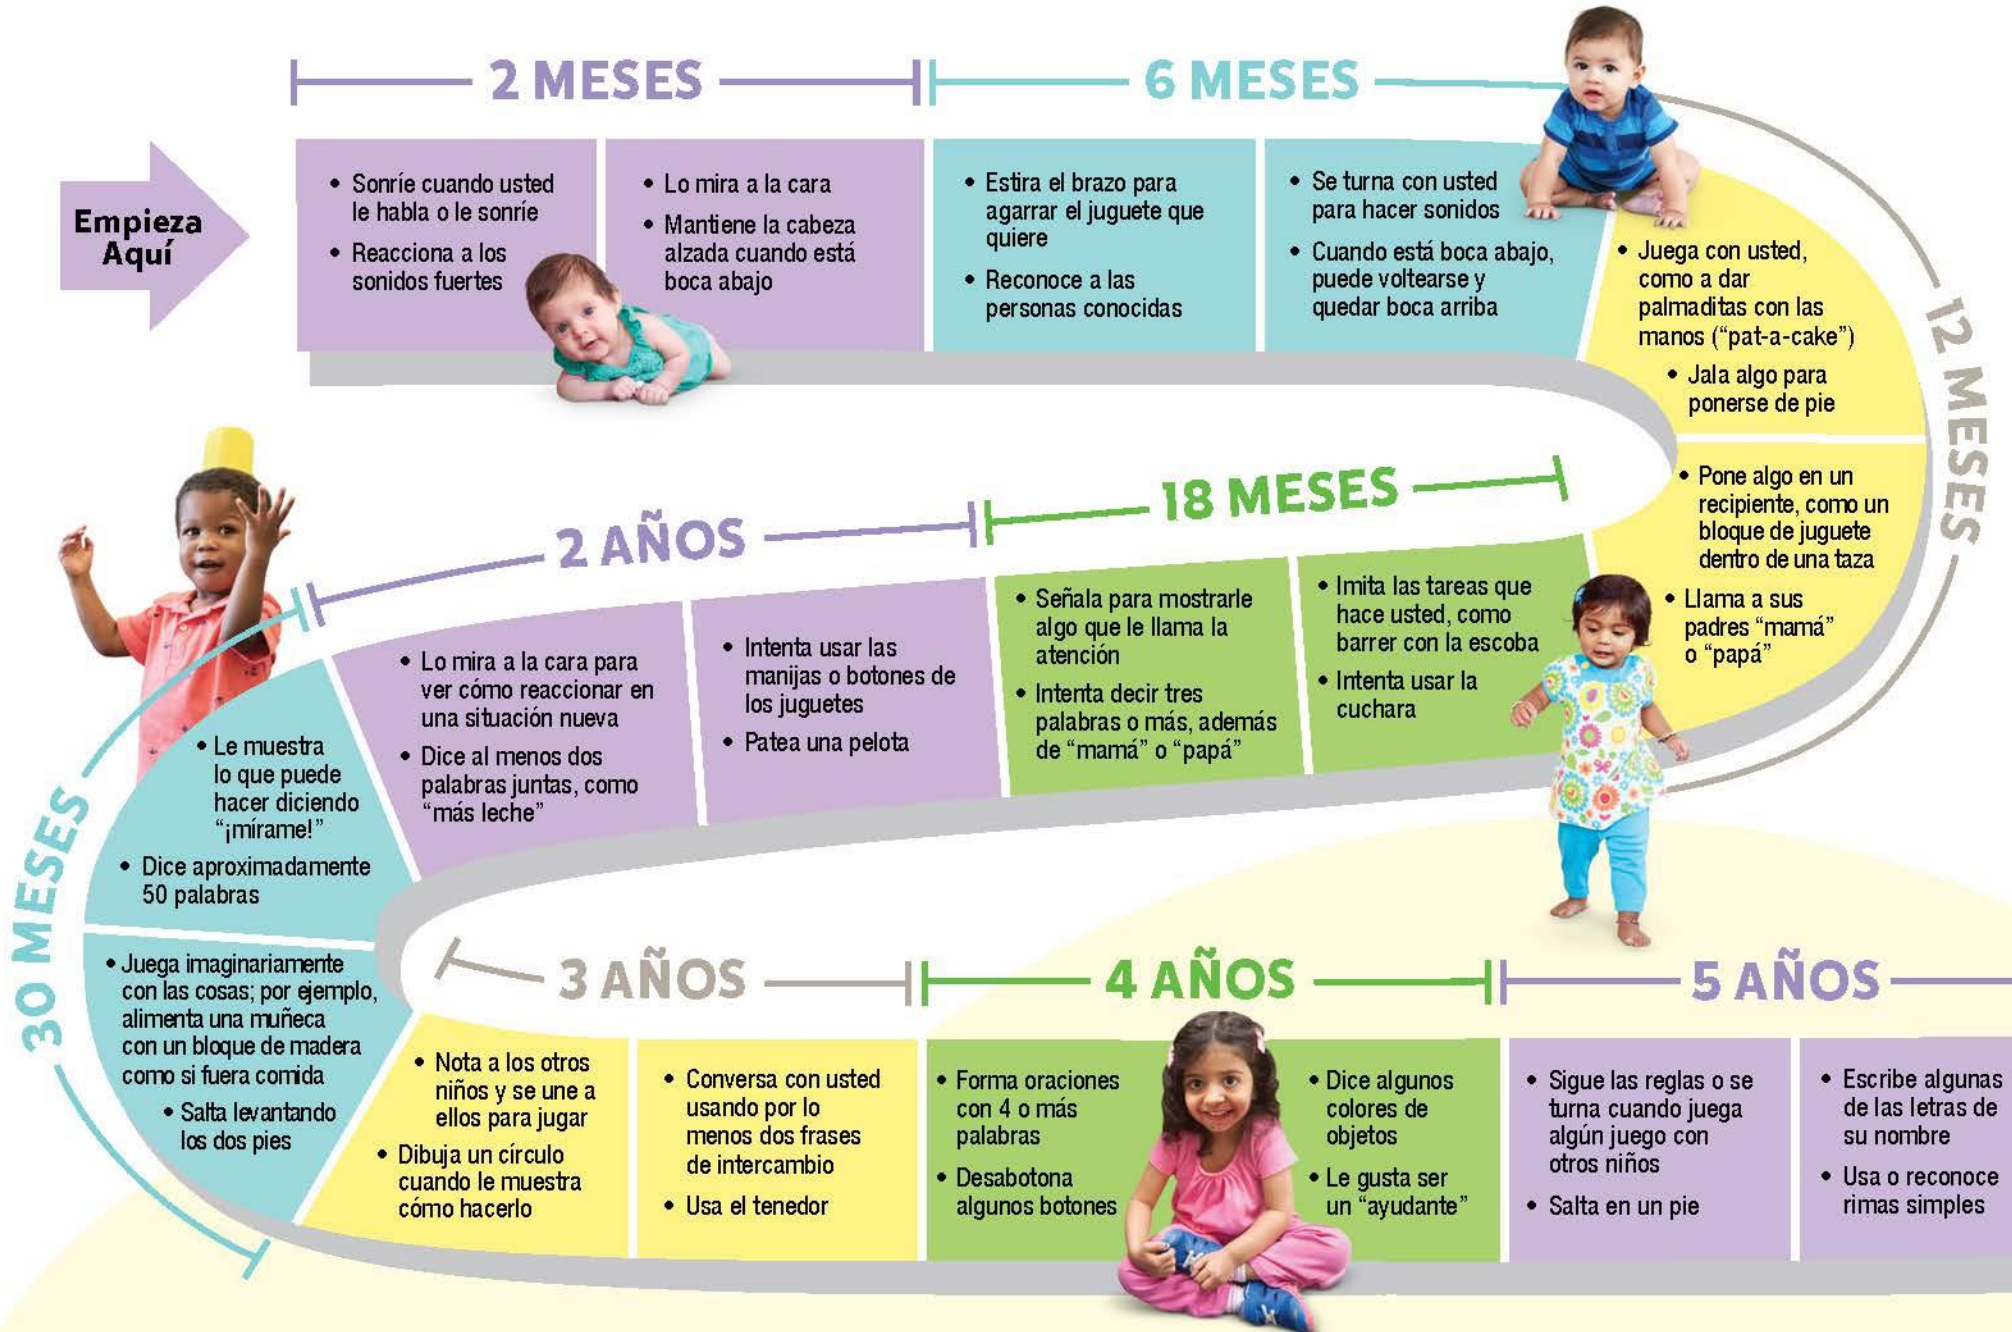 Empieza
Aquí
2 MESES
• Sonríe cuando usted
le habla o le sonríe
• Reacciona a los
sonidos fuertes
• Lo mira a la cara
• Mantiene la cabeza
alzada cuando está
boca abajo
6 MESES
• Estira el brazo para
agarrar el juguete que
quiere
• Reconoce a las
personas conocidas
• Se turna con usted
para hacer sonidos
• Cuando está boca abajo,
puede voltearse y
quedar boca arriba
12 MESES
• Juega con usted,
como a dar
palmaditas con las
manos (“pat-a-cake”)
• Jala algo para
ponerse de pie
• Pone algo en un
recipiente, como un
bloque de juguete
dentro de una taza
• Llama a sus
padres “mamá”
o “papá”
18 MESES
• Imita las tareas que
hace usted, como
barrer con la escoba
• Intenta usar la
cuchara
• Señala para mostrarle
algo que le llama la
atención
• Intenta decir tres
palabras o más, además
de “mamá” o “papá”
2 AÑOS
• Intenta usar las
manijas o botones de
los juguetes
• Patea una pelota
• Lo mira a la cara para
ver cómo reaccionar en
una situación nueva
• Dice al menos dos
palabras juntas, como
“más leche”
30 MESES
• Le muestra
lo que puede
hacer diciendo
“¡mírame!”
• Dice aproximadamente
50 palabras
• Juega imaginariamente
con las cosas; por ejemplo,
alimenta una muñeca
con un bloque de madera
como si fuera comida
• Salta levantando
los dos pies
3 AÑOS
• Nota a los otros
niños y se une a
ellos para jugar
• Dibuja un círculo
cuando le muestra
cómo hacerlo
• Conversa con usted
usando por lo
menos dos frases
de intercambio
• Usa el tenedor
4 AÑOS
• Forma oraciones
con 4 o más
palabras
• Desabotona
algunos botones
• Dice algunos
colores de
objetos
• Le gusta ser
un “ayudante”
5 AÑOS
• Sigue las reglas o se
turna cuando juega
algún juego con
otros niños
• Salta en un pie
• Escribe algunas
de las letras de
su nombre
• Usa o reconoce
rimas simples